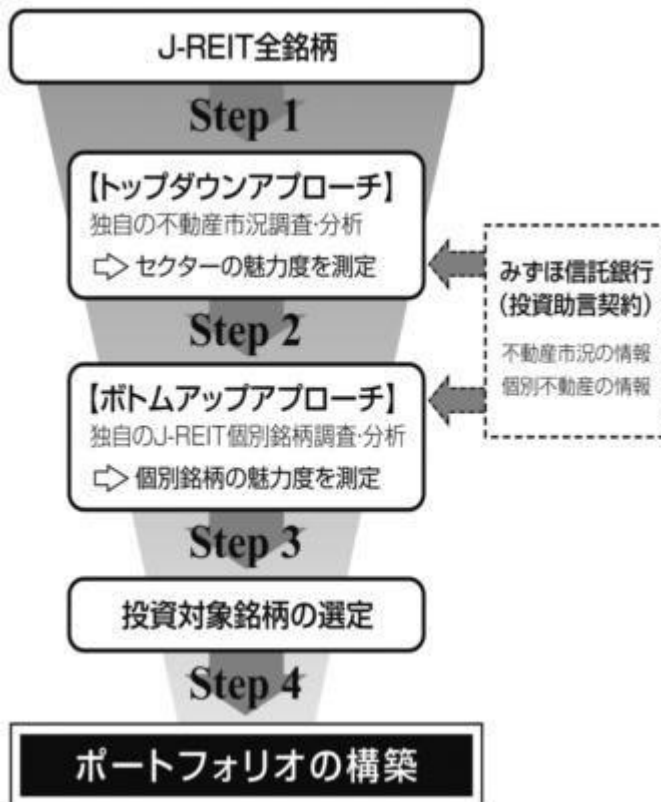 J-REIT全銘柄
Step 1
【トップダウンアプローチ】
独自の不動産市況調査・分析
⇨ セクターの魅力度を測定
Step 2
【ボトムアップアプローチ】
独自のJ-REIT個別銘柄調査・分析
⇨ 個別銘柄の魅力度を測定
みずほ信託銀行
（投資助言契約）
不動産市況の情報
個別不動産の情報
Step 3
投資対象銘柄の選定
Step 4
ポートフォリオの構築